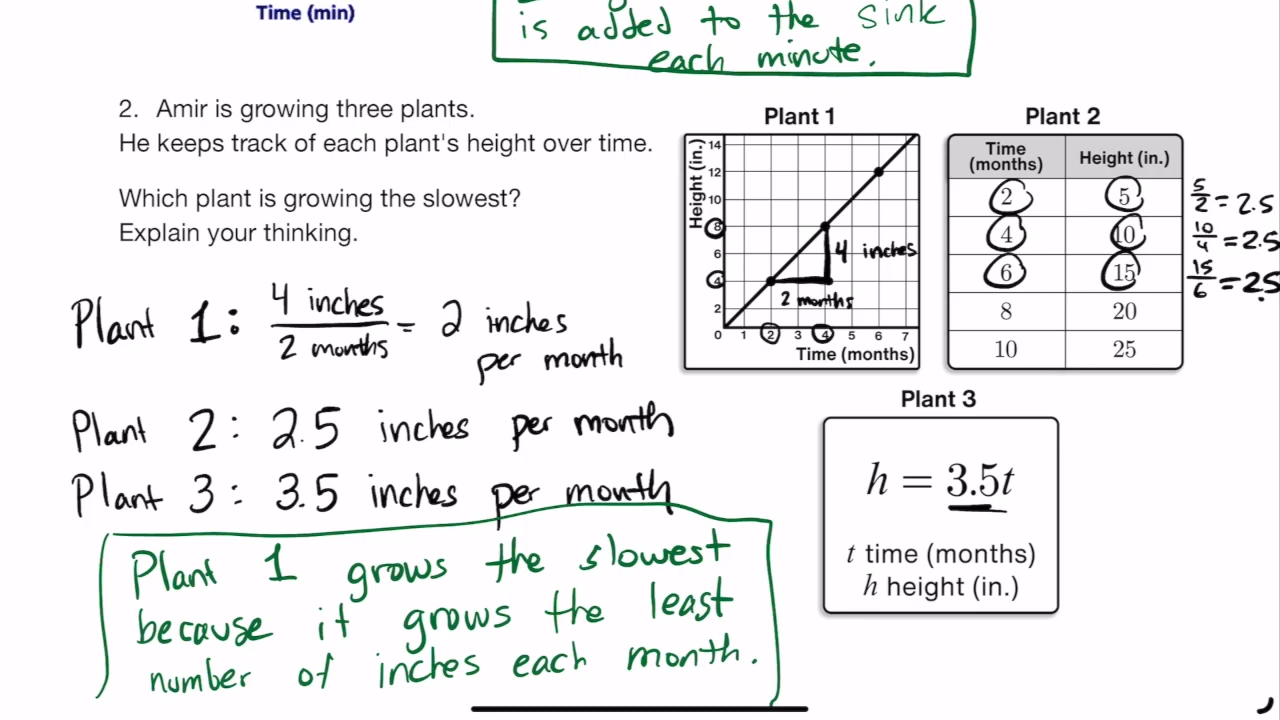 Time (min)
is added to the sink
each minute.
2. Amir is growing three plants.
He keeps track of each plant's height over time.
Which plant is growing the slowest?
Explain your thinking.
Plant 1: 4 inches / 2 months = 2 inches
per month
Plant 2: 2.5 inches per month
Plant 3: 3.5 inches per month
Plant 1 grows the slowest
because it grows the least
number of inches each month.
Plant 1
Height (in.)
14
12
10
8
6
4
2
0 1 2 3 4 5 6 7
Time (months)
4 inches
2 months
Plant 2
Time (months) Height (in.)
2 5 5/2 = 2.5
4 10 10/4 = 2.5
6 15 15/6 = 2.5
8 20
10 25
Plant 3
h = 3.5t
t time (months)
h height (in.)